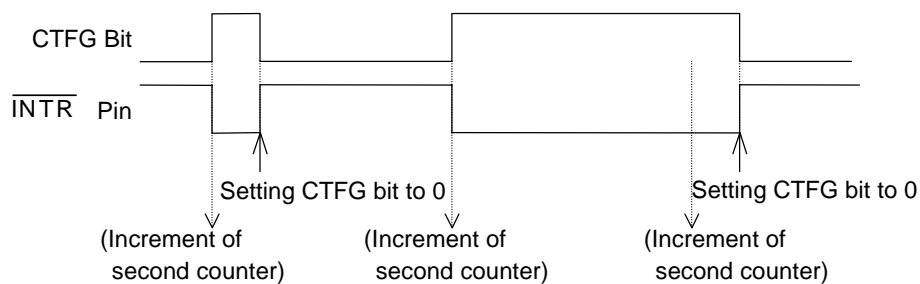 CTFG Bit
INTR Pin
Setting CTFG bit to 0
Setting CTFG bit to 0
(Increment of
second counter)
(Increment of
second counter)
(Increment of
second counter)